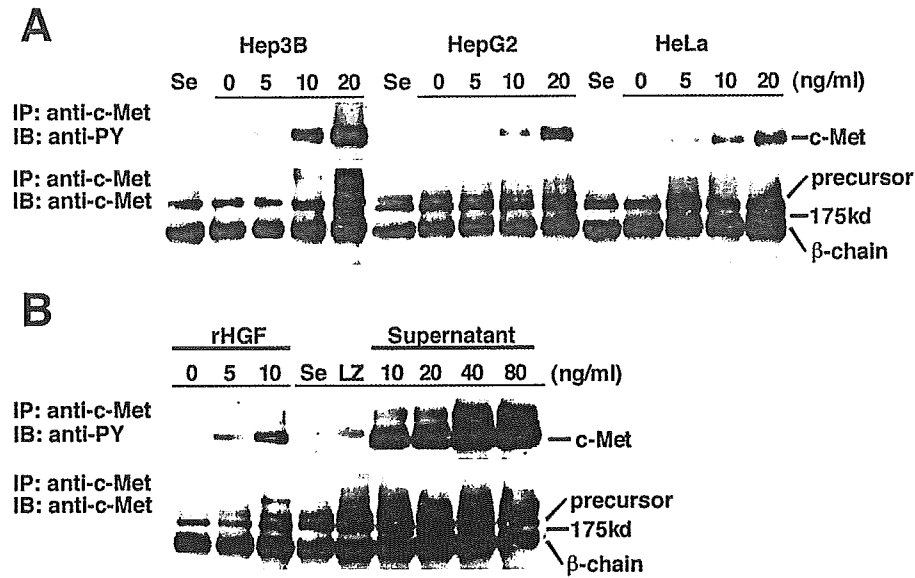 A
Hep3B HepG2 HeLa
Se 0 5 10 20 Se 0 5 10 20 Se 0 5 10 20 (ng/ml)
IP: anti-c-Met
IB: anti-PY
c-Met
IP: anti-c-Met
IB: anti-c-Met
precursor
175kd
β-chain
B
rHGF Supernatant
0 5 10 Se LZ 10 20 40 80 (ng/ml)
IP: anti-c-Met
IB: anti-PY
c-Met
IP: anti-c-Met
IB: anti-c-Met
precursor
175kd
β-chain